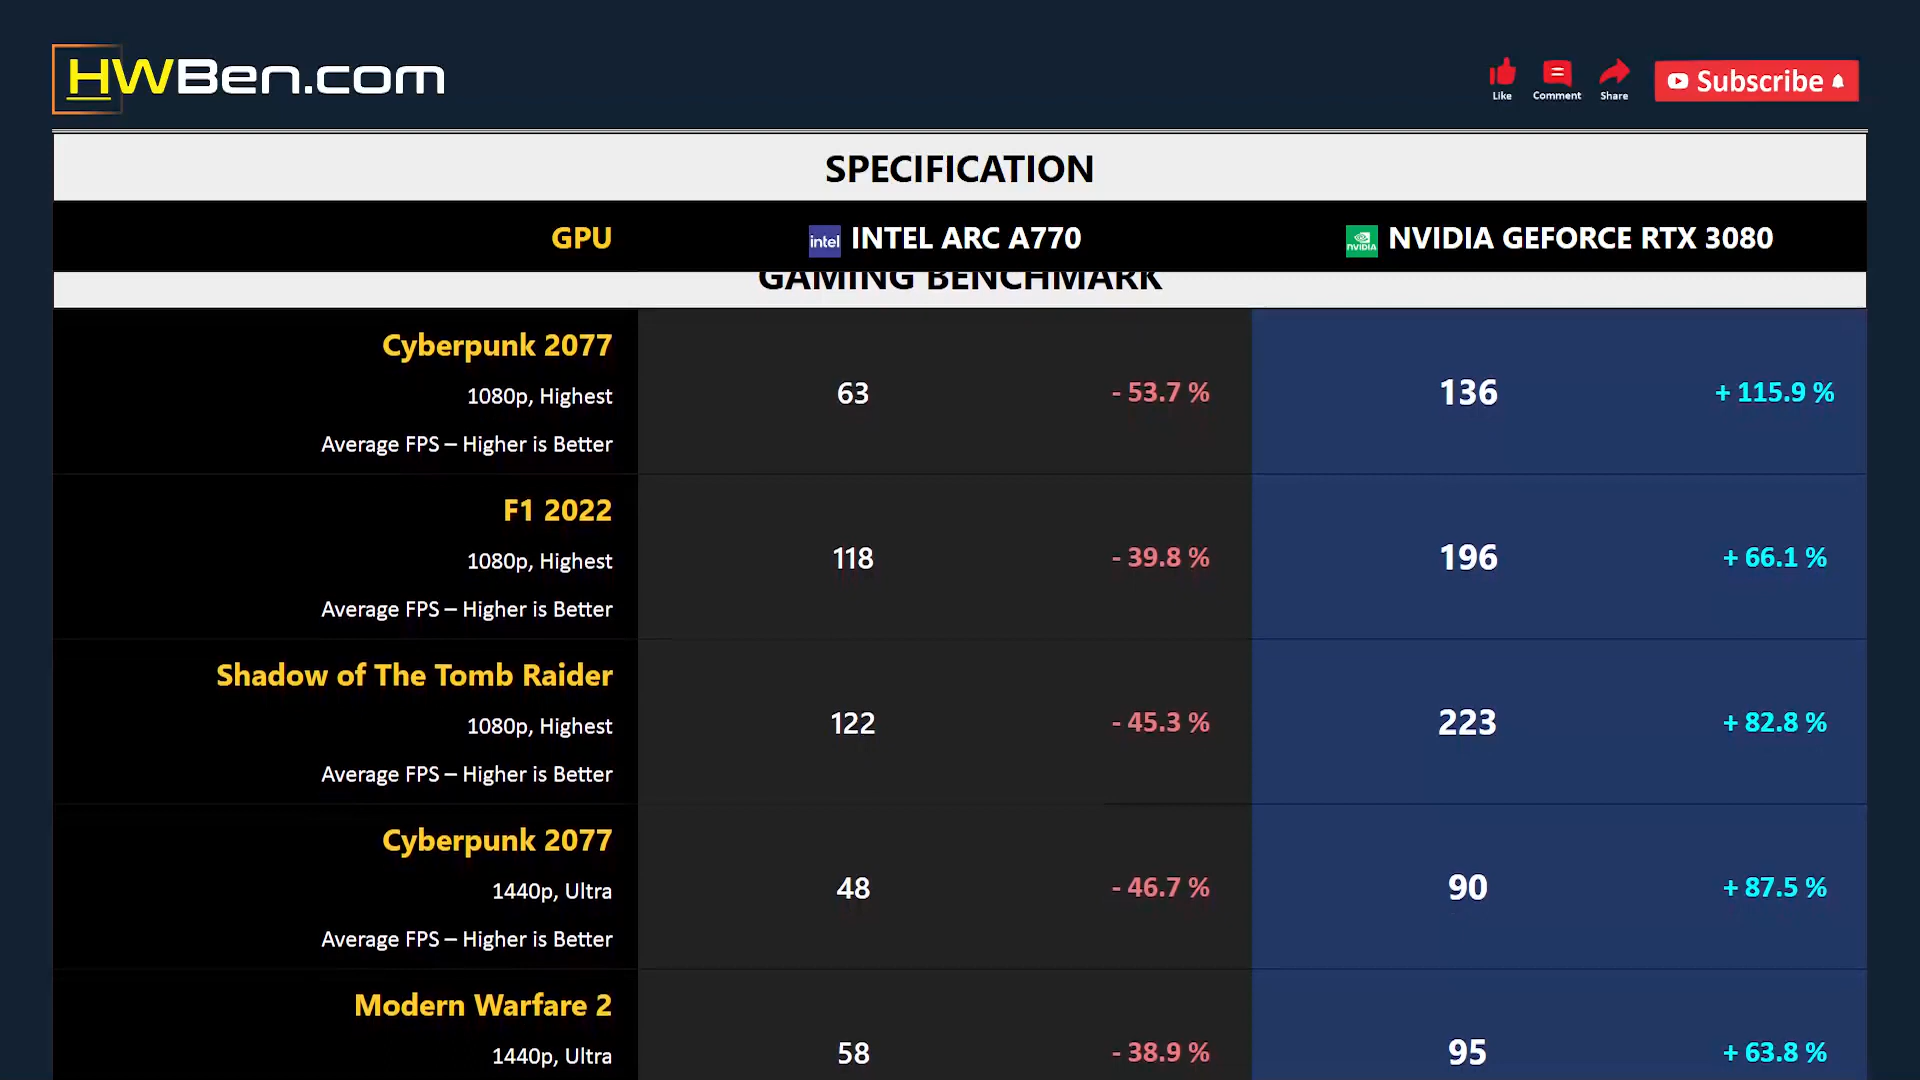 HWBen.com
Like
Comment
Share
Subscribe
SPECIFICATION
GPU
intel INTEL ARC A770
NVIDIA NVIDIA GEFORCE RTX 3080
GAMING BENCHMARK
Cyberpunk 2077
1080p, Highest
Average FPS – Higher is Better
63
- 53.7 %
136
+ 115.9 %
F1 2022
1080p, Highest
Average FPS – Higher is Better
118
- 39.8 %
196
+ 66.1 %
Shadow of The Tomb Raider
1080p, Highest
Average FPS – Higher is Better
122
- 45.3 %
223
+ 82.8 %
Cyberpunk 2077
1440p, Ultra
Average FPS – Higher is Better
48
- 46.7 %
90
+ 87.5 %
Modern Warfare 2
1440p, Ultra
58
- 38.9 %
95
+ 63.8 %